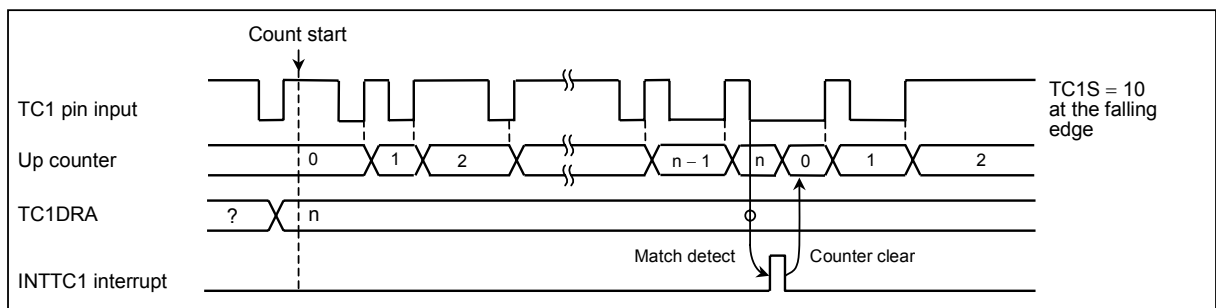 Count start
TC1 pin input
TC1S = 10
at the falling
edge
Up counter
0 1 2 n – 1 n 0 1 2
TC1DRA
? n
Match detect Counter clear
INTTC1 interrupt